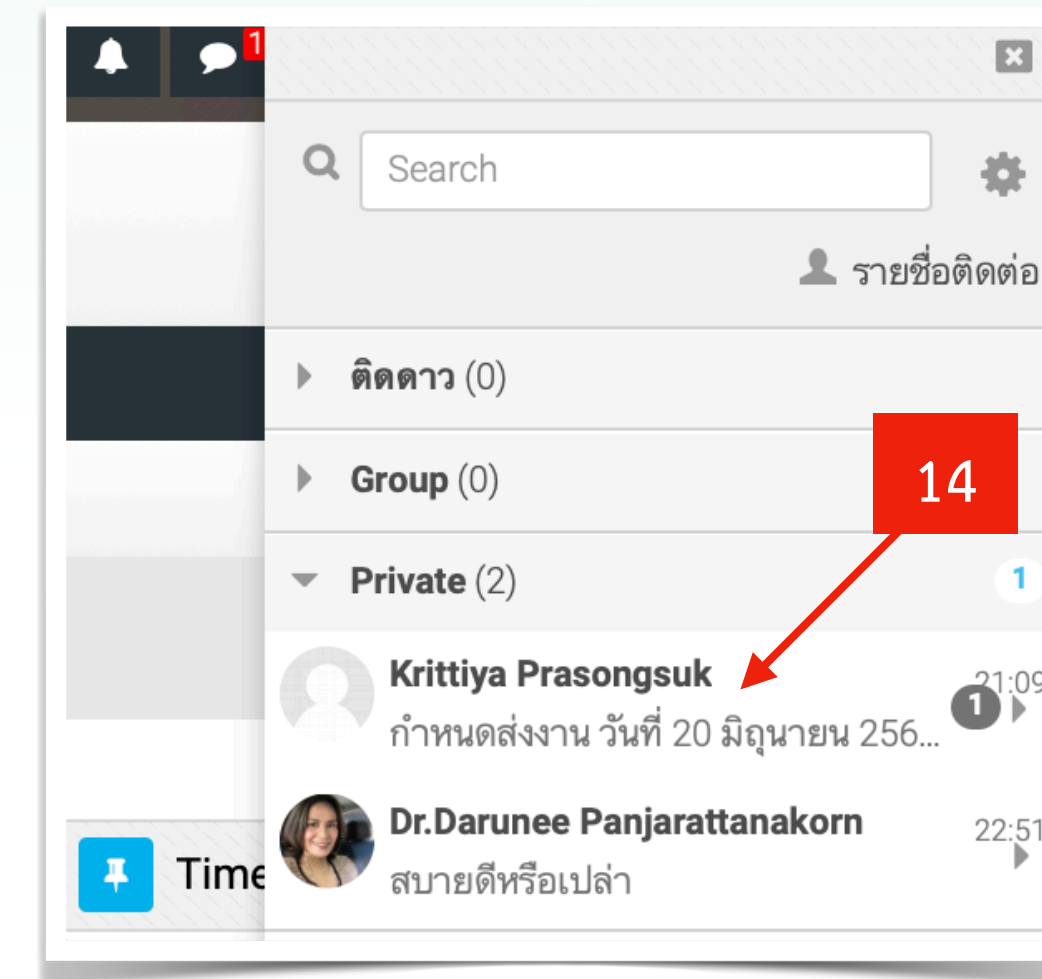 1
Search
รายชื่อติดต่อ
ติดดาว (0)
Group (0)
14
Private (2)
1
Krittiya Prasongsuk
21:09
กำหนดส่งงาน วันที่ 20 มิถุนายน 256...
1
Dr.Darunee Panjarattanakorn
22:51
สบายดีหรือเปล่า
Time